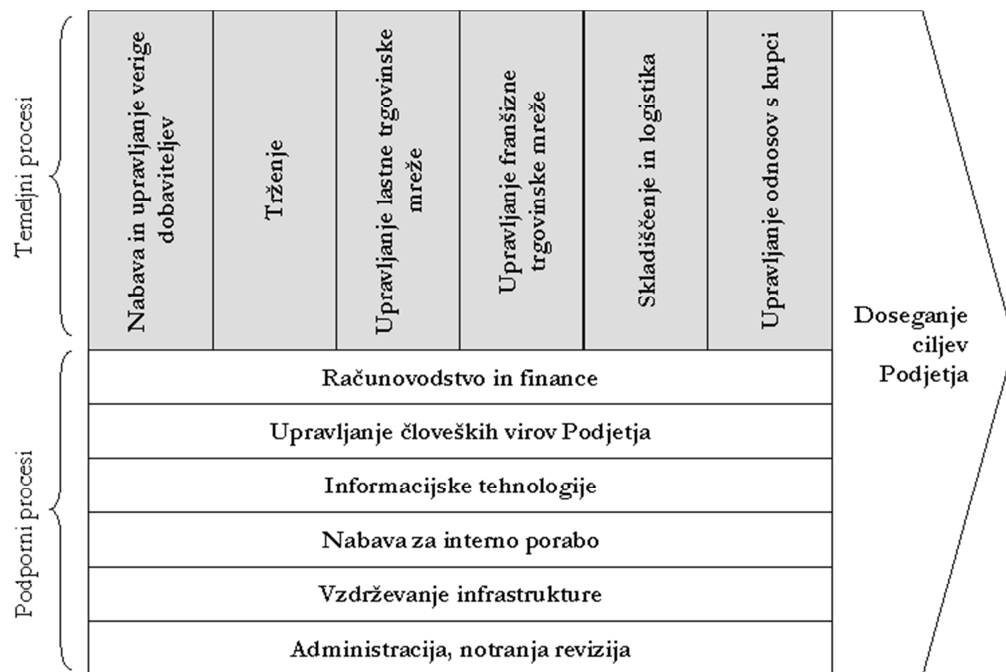 Temeljni procesi
Nabava in upravljanje verige
dobaviteljev
Trženje
Upravljanje lastne trgovinske
mreže
Upravljanje franšizne
trgovinske mreže
Skladiščenje in logistika
Upravljanje odnosov s kupci
Doseganje
ciljev
Podjetja
Podporni procesi
Računovodstvo in finance
Upravljanje človeških virov Podjetja
Informacijske tehnologije
Nabava za interno porabo
Vzdrževanje infrastrukture
Administracija, notranja revizija